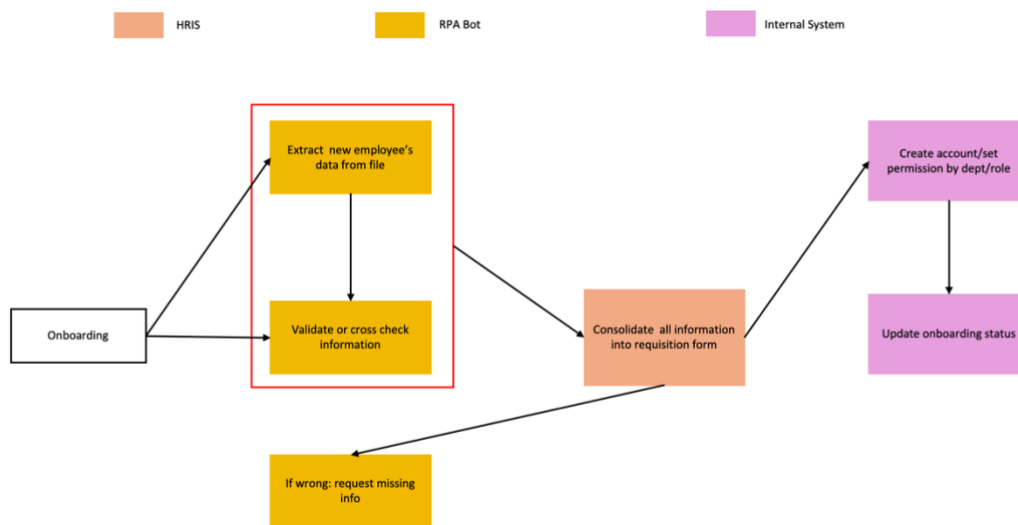 HRIS
RPA Bot
Internal System
Extract new employee's
data from file
Create account/set
permission by dept/role
Onboarding
Validate or cross check
information
Consolidate all information
into requisition form
Update onboarding status
If wrong: request missing
info